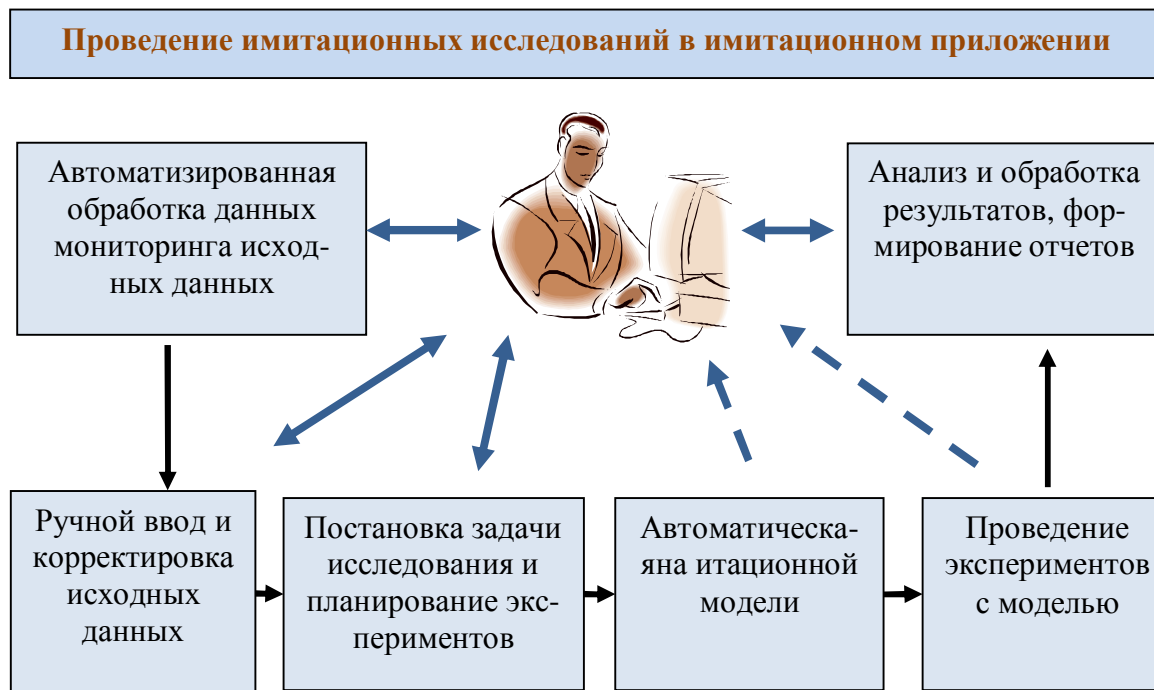 Проведение имитационных исследований в имитационном приложении
Автоматизированная
обработка данных
мониторинга исход-
ных данных
Анализ и обработка
результатов, фор-
мирование отчетов
Ручной ввод и
корректировка
исходных
данных
Постановка задачи
исследования и
планирование экс-
периментов
Автоматическа-
яна итационной
модели
Проведение
экспериментов
с моделью